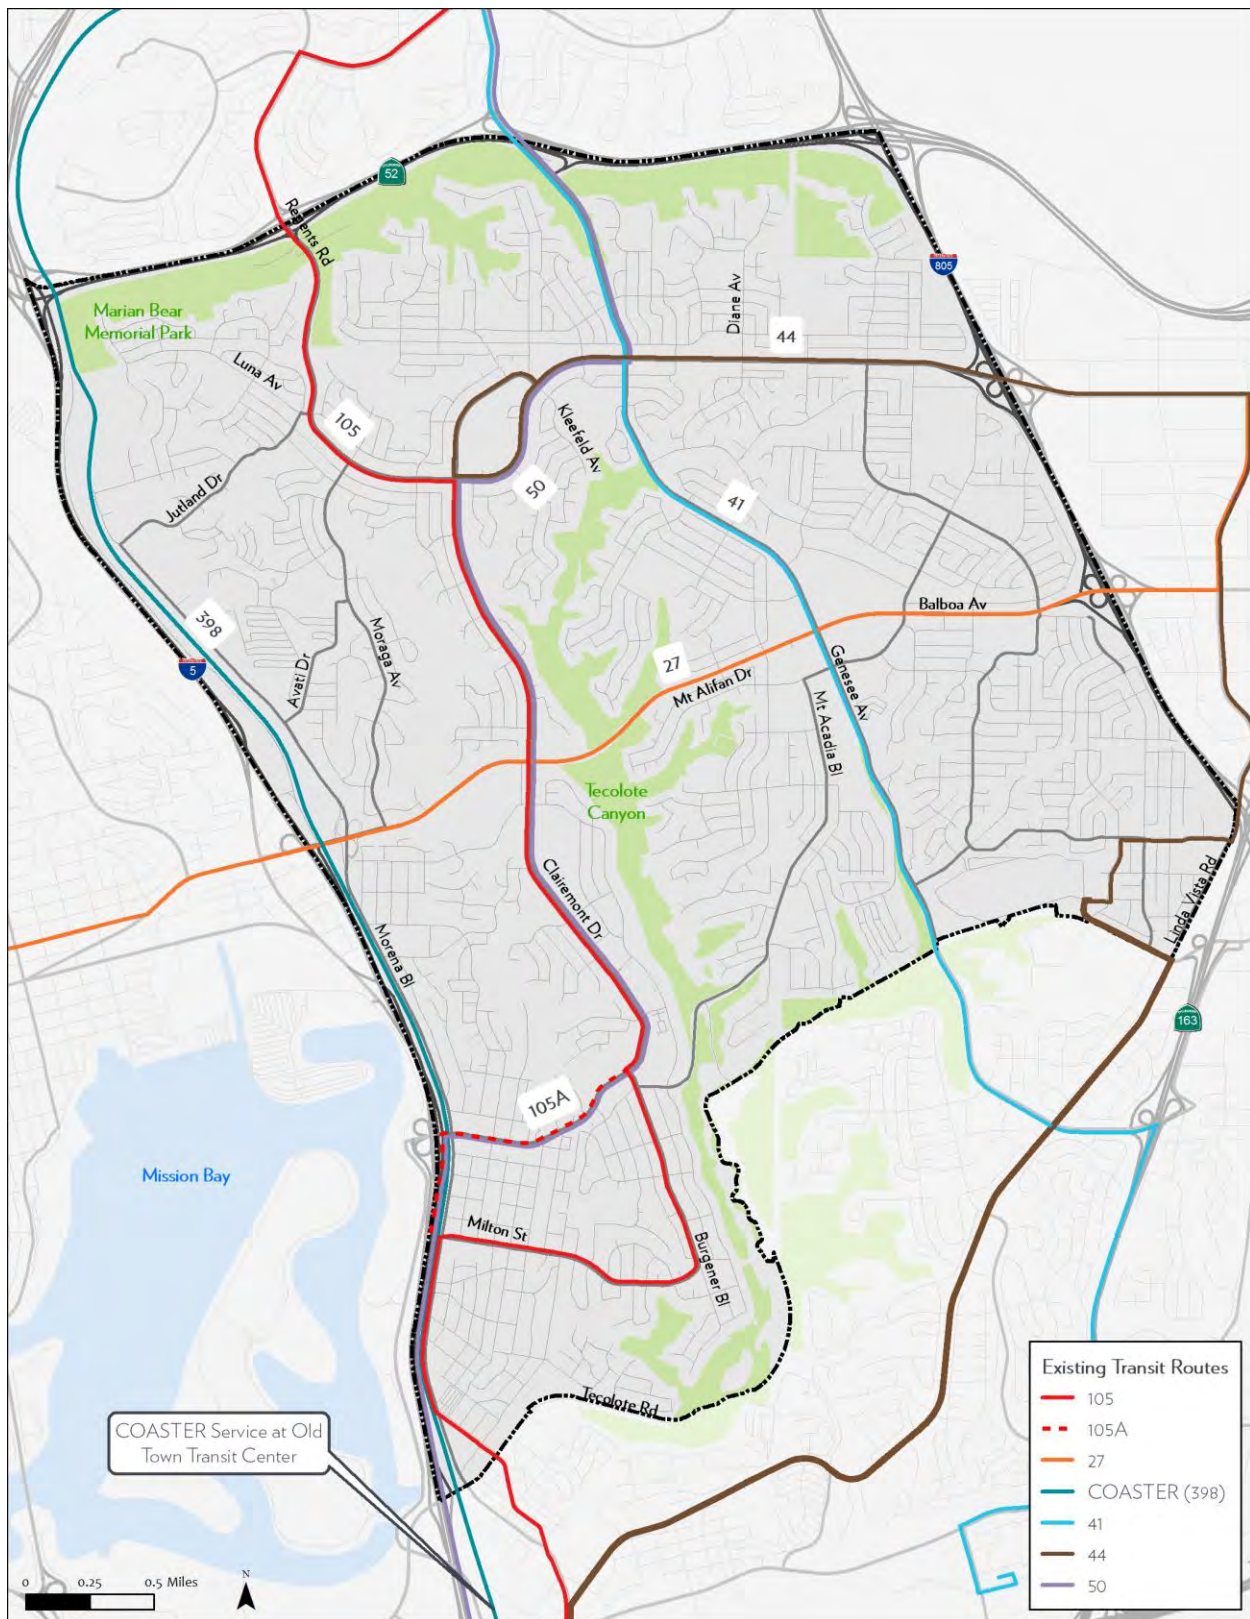 52
Regents Rd
805
Marian Bear
Memorial Park
Diane Av
44
Luna Av
105
Kleefeld Av
50
41
Jutland Dr
398
5
Avati Dr
Moraga Av
27
Mt Alifan Dr
Balboa Av
Genesee Av
Mt Acadia Bl
Tecolote
Canyon
Clairemont Dr
Linda Vista Rd
Morena Bl
163
105A
Mission Bay
Milton St
Burgener Bl
Tecolote Rd
COASTER Service at Old
Town Transit Center
Existing Transit Routes
105
105A
27
COASTER (398)
41
44
50
0 0.25 0.5 Miles
N